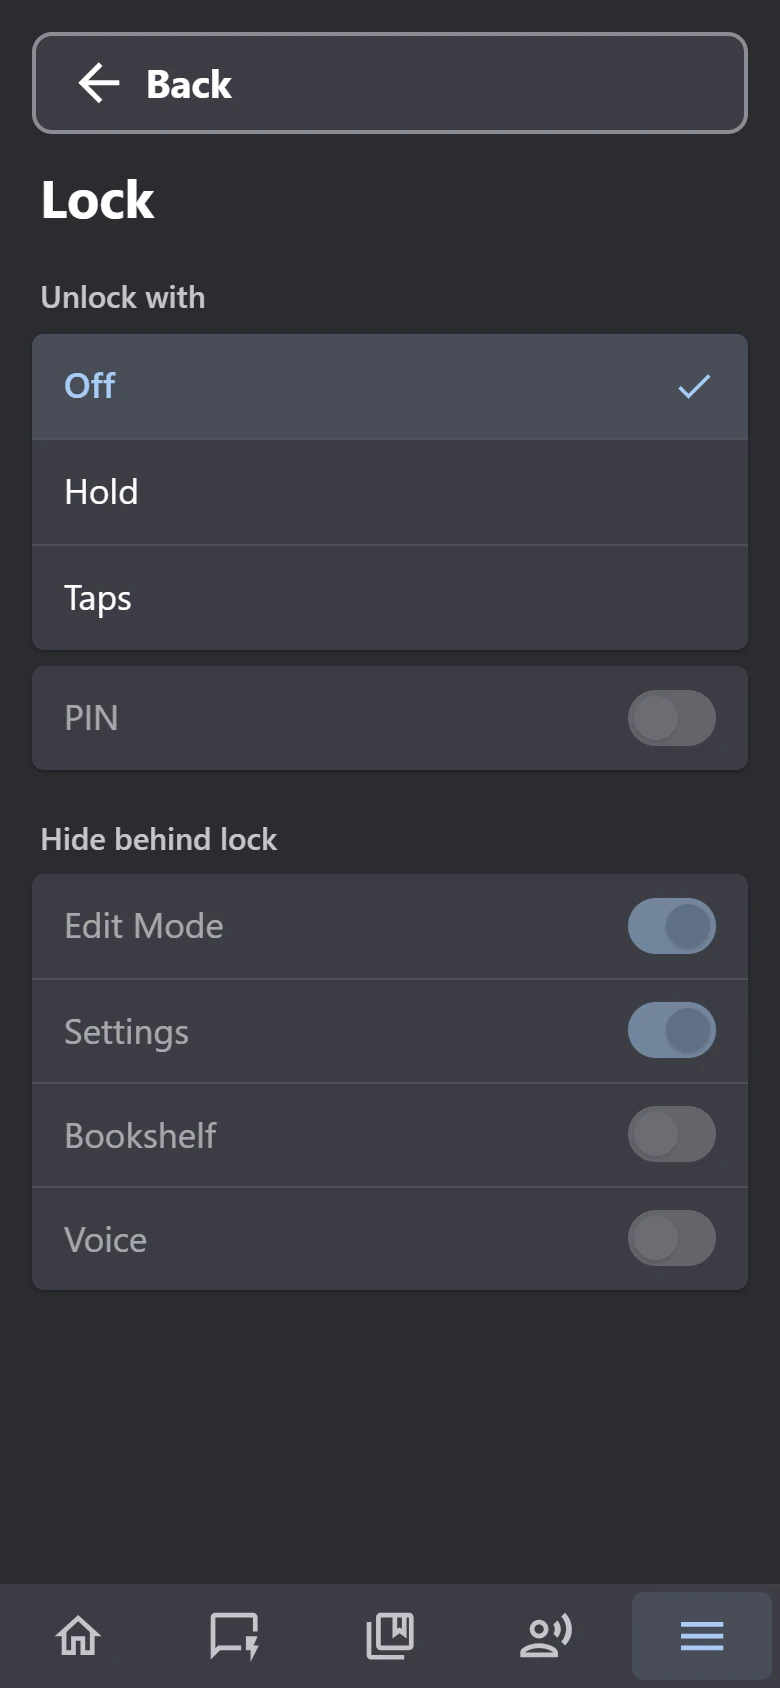 Back
Lock
Unlock with
Off
Hold
Taps
PIN
Hide behind lock
Edit Mode
Settings
Bookshelf
Voice